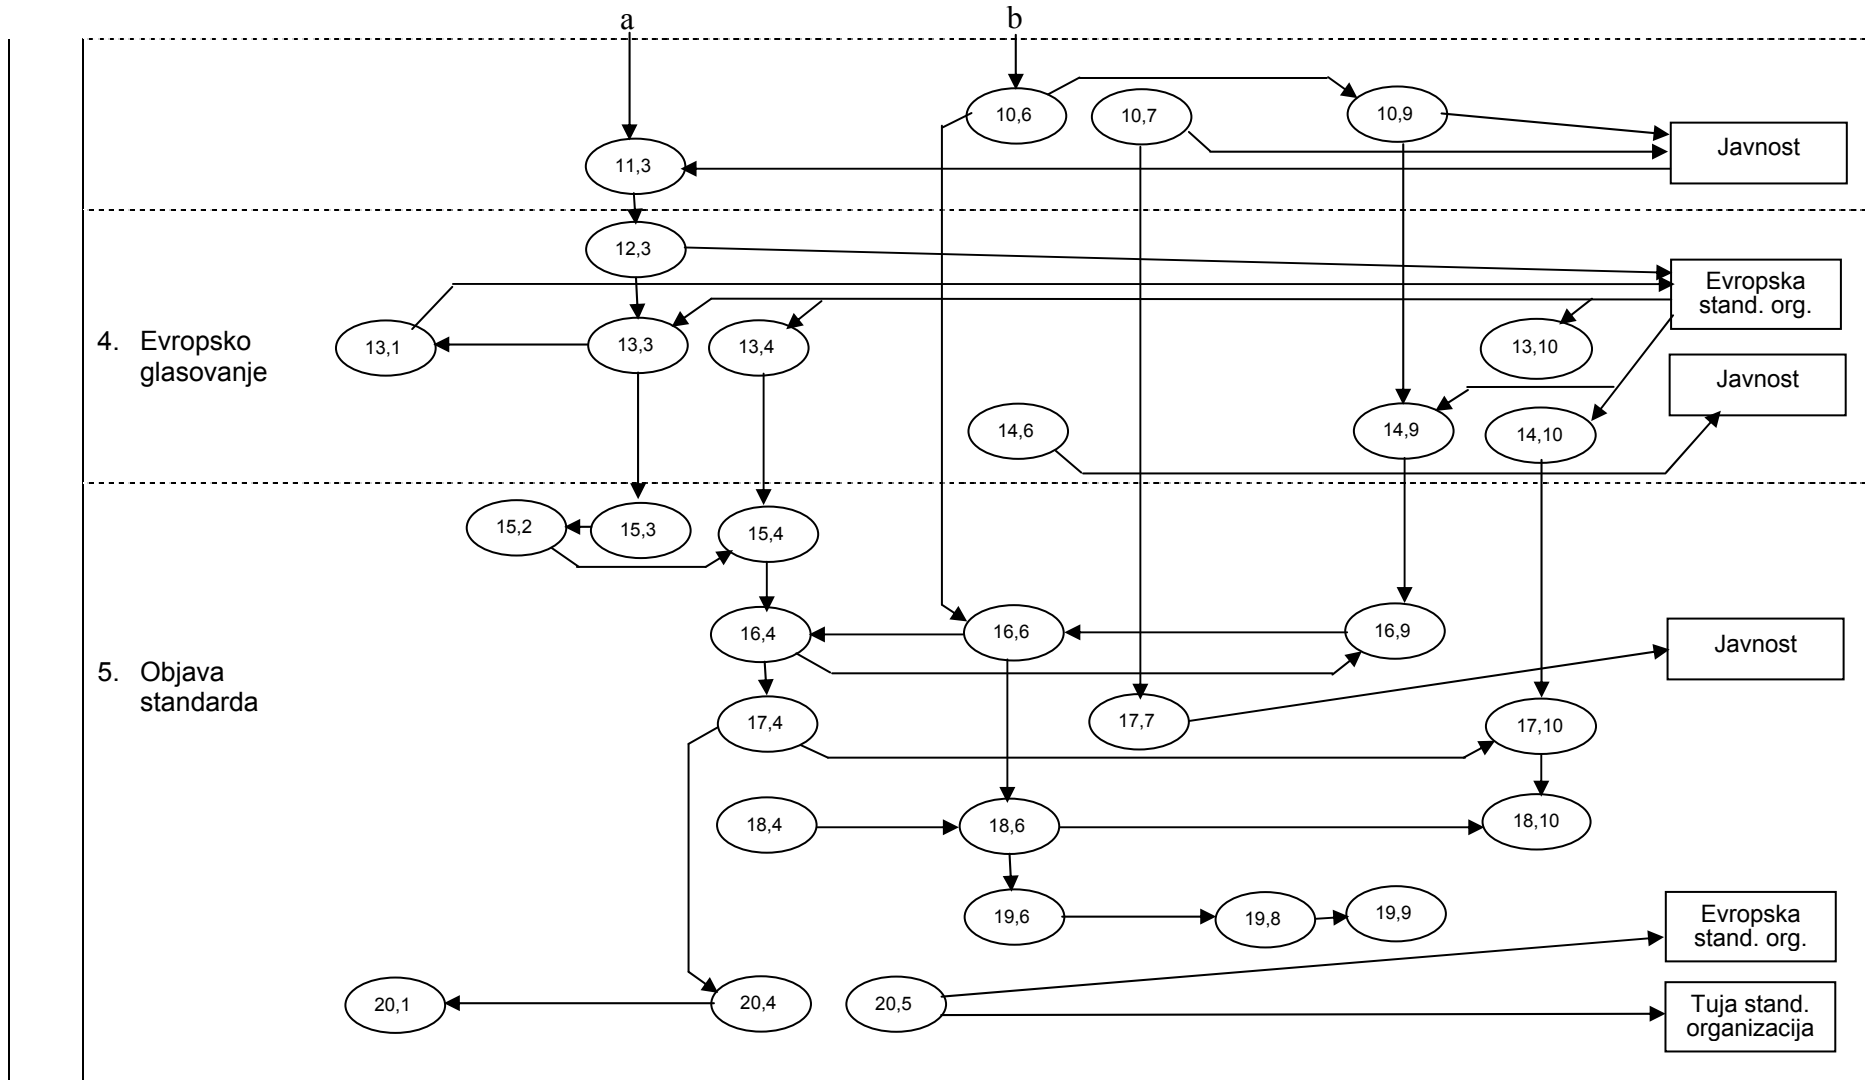 a
b
10,6
10,7
10,9
Javnost
11,3
12,3
Evropska
stand. org.
4. Evropsko
glasovanje
13,1
13,3
13,4
13,10
Javnost
14,6
14,9
14,10
15,2
15,3
15,4
16,4
16,6
16,9
Javnost
5. Objava
standarda
17,4
17,7
17,10
18,4
18,6
18,10
19,6
19,8
19,9
Evropska
stand. org.
20,1
20,4
20,5
Tuja stand.
organizacija